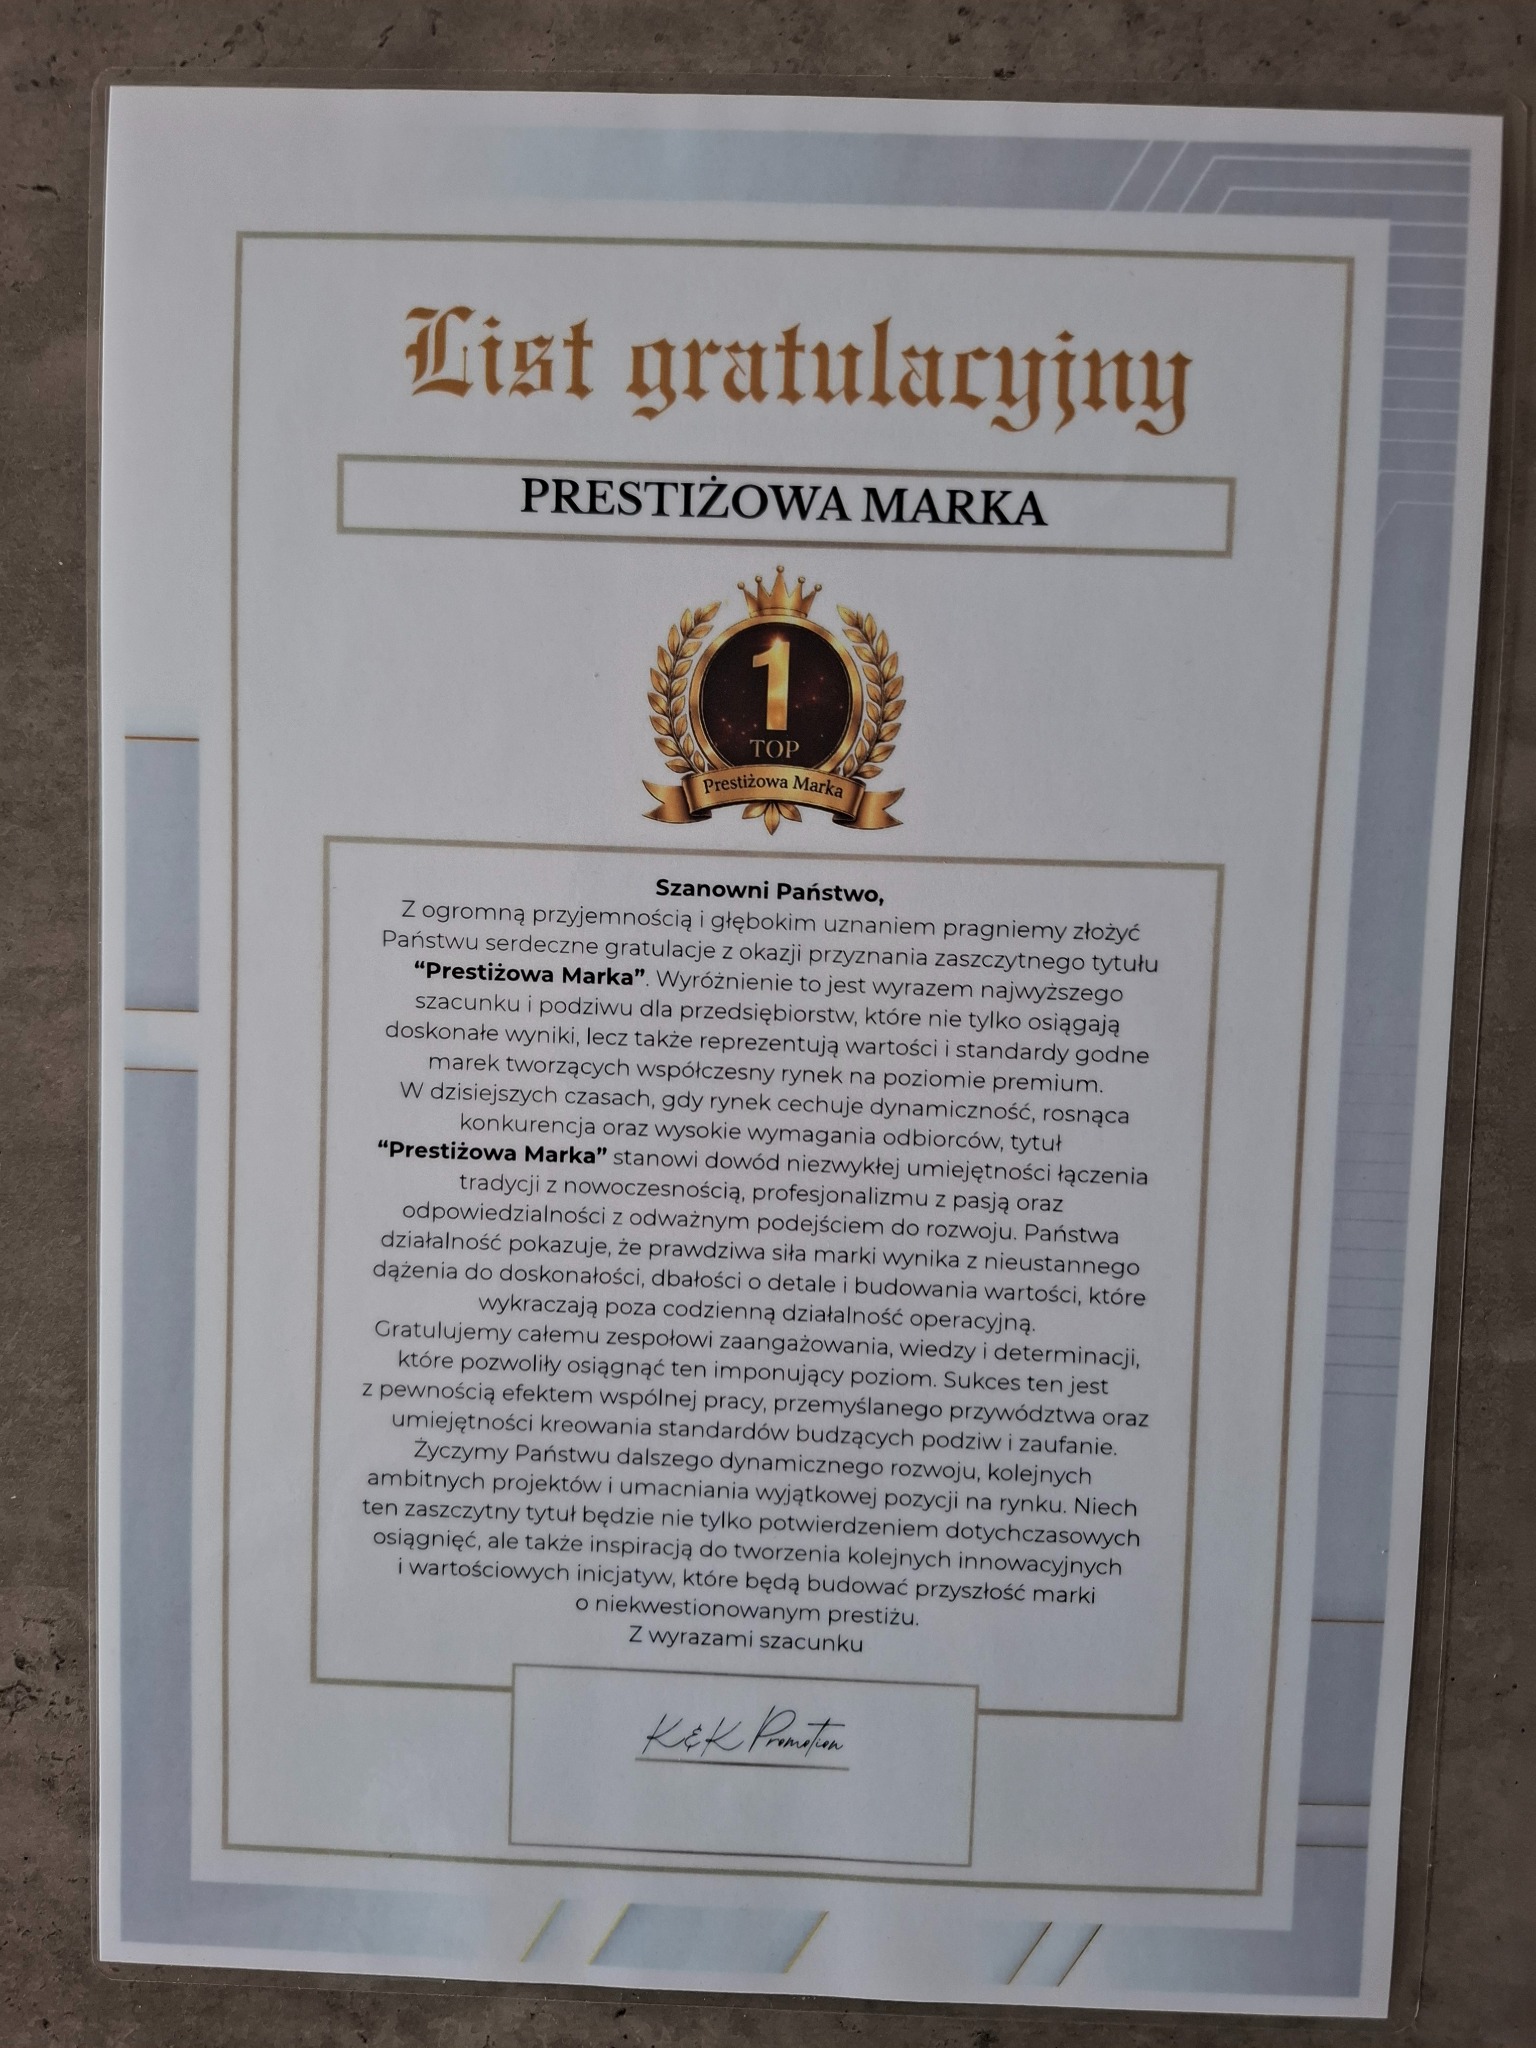 List gratulacyjny
PRESTIŻOWA MARKA
1
TOP
Prestiżowa Marka
Szanowni Państwo,
Z ogromną przyjemnością i głębokim uznaniem pragniemy złożyć
Państwu serdeczne gratulacje z okazji przyznania zaszczytnego tytułu
“Prestiżowa Marka”. Wyróżnienie to jest wyrazem najwyższego
szacunku i podziwu dla przedsiębiorstw, które nie tylko osiągają
doskonałe wyniki, lecz także reprezentują wartości i standardy godne
marek tworzących współczesny rynek na poziomie premium.
W dzisiejszych czasach, gdy rynek cechuje dynamiczność, rosnąca
konkurencja oraz wysokie wymagania odbiorców, tytuł
“Prestiżowa Marka” stanowi dowód niezwykłej umiejętności łączenia
tradycji z nowoczesnością, profesjonalizmu z pasją oraz
odpowiedzialności z odważnym podejściem do rozwoju. Państwa
działalność pokazuje, że prawdziwa siła marki wynika z nieustannego
dążenia do doskonałości, dbałości o detale i budowania wartości, które
wykraczają poza codzienną działalność operacyjną.
Gratulujemy całemu zespołowi zaangażowania, wiedzy i determinacji,
które pozwoliły osiągnąć ten imponujący poziom. Sukces ten jest
z pewnością efektem wspólnej pracy, przemyślanego przywództwa oraz
umiejętności kreowania standardów budzących podziw i zaufanie.
Życzymy Państwu dalszego dynamicznego rozwoju, kolejnych
ambitnych projektów i umacniania wyjątkowej pozycji na rynku. Niech
ten zaszczytny tytuł będzie nie tylko potwierdzeniem dotychczasowych
osiągnięć, ale także inspiracją do tworzenia kolejnych innowacyjnych
i wartościowych inicjatyw, które będą budować przyszłość marki
o niekwestionowanym prestiżu.
Z wyrazami szacunku
K&K Promotion